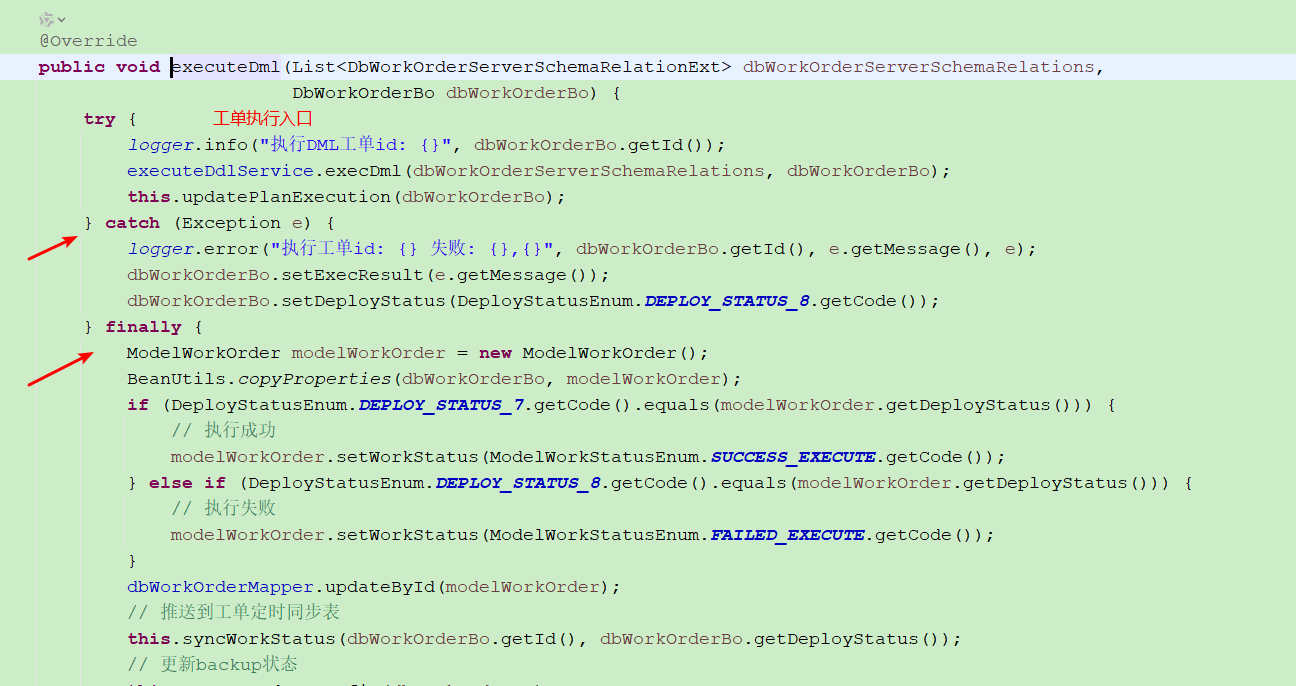 @Override
public void executeDml(List<DbWorkOrderServerSchemaRelationExt> dbWorkOrderServerSchemaRelations,
DbWorkOrderBo dbWorkOrderBo) {
try { 工单执行入口
logger.info("执行DML工单id: {}", dbWorkOrderBo.getId());
executeDdlService.execDml(dbWorkOrderServerSchemaRelations, dbWorkOrderBo);
this.updatePlanExecution(dbWorkOrderBo);
} catch (Exception e) {
logger.error("执行工单id: {} 失败: {},{}", dbWorkOrderBo.getId(), e.getMessage(), e);
dbWorkOrderBo.setExecResult(e.getMessage());
dbWorkOrderBo.setDeployStatus(DeployStatusEnum.DEPLOY_STATUS_8.getCode());
} finally {
ModelWorkOrder modelWorkOrder = new ModelWorkOrder();
BeanUtils.copyProperties(dbWorkOrderBo, modelWorkOrder);
if (DeployStatusEnum.DEPLOY_STATUS_7.getCode().equals(modelWorkOrder.getDeployStatus())) {
// 执行成功
modelWorkOrder.setWorkStatus(ModelWorkStatusEnum.SUCCESS_EXECUTE.getCode());
} else if (DeployStatusEnum.DEPLOY_STATUS_8.getCode().equals(modelWorkOrder.getDeployStatus())) {
// 执行失败
modelWorkOrder.setWorkStatus(ModelWorkStatusEnum.FAILED_EXECUTE.getCode());
}
dbWorkOrderMapper.updateById(modelWorkOrder);
// 推送到工单定时同步表
this.syncWorkStatus(dbWorkOrderBo.getId(), dbWorkOrderBo.getDeployStatus());
// 更新backup状态